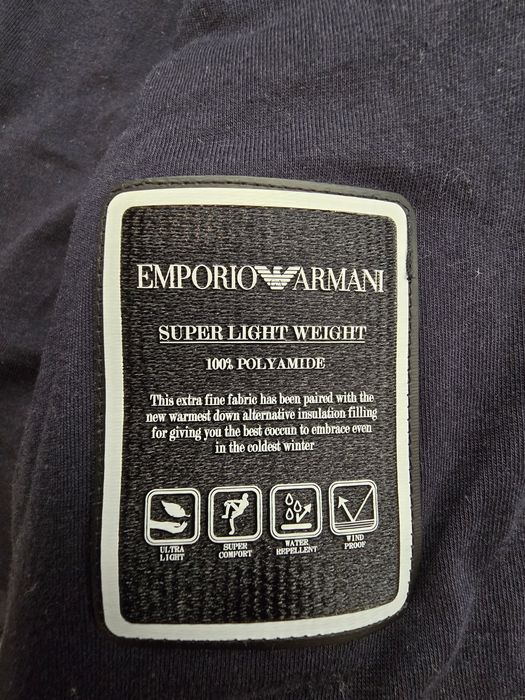 EMPORIO ARMANI
SUPER LIGHT WEIGHT
100% POLYAMIDE
This extra fine fabric has been paired with the
new warmest down alternative insulation filling
for giving you the best coccun to embrace even
in the coldest winter
ULTRA
LIGHT
SUPER
COMFORT
WATER
REPELLENT
WIND
PROOF